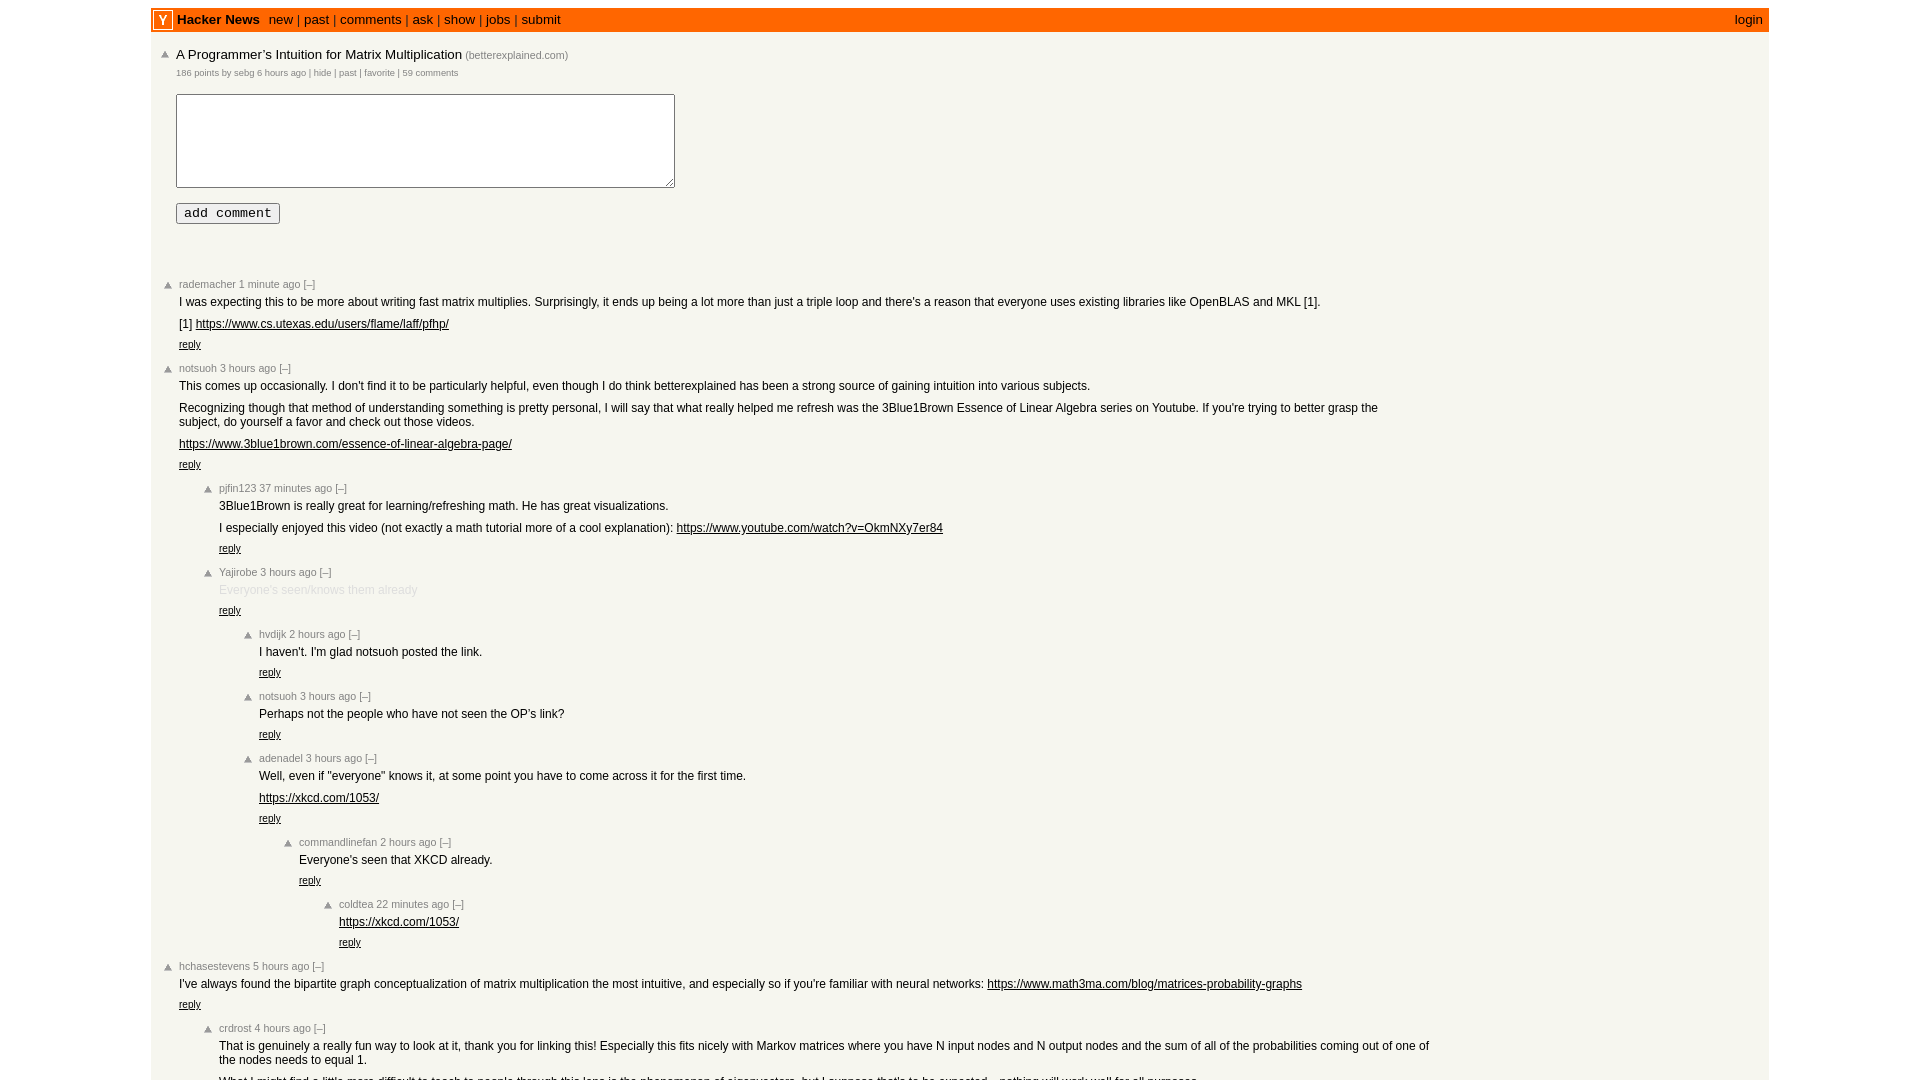 Y Hacker News new | past | comments | ask | show | jobs | submit login
A Programmer’s Intuition for Matrix Multiplication (betterexplained.com)
186 points by sebg 6 hours ago | hide | past | favorite | 59 comments
add comment
rademacher 1 minute ago [–]
I was expecting this to be more about writing fast matrix multiplies. Surprisingly, it ends up being a lot more than just a triple loop and there's a reason that everyone uses existing libraries like OpenBLAS and MKL [1].
[1] https://www.cs.utexas.edu/users/flame/laff/pfhp/
reply
notsuoh 3 hours ago [–]
This comes up occasionally. I don't find it to be particularly helpful, even though I do think betterexplained has been a strong source of gaining intuition into various subjects.
Recognizing though that method of understanding something is pretty personal, I will say that what really helped me refresh was the 3Blue1Brown Essence of Linear Algebra series on Youtube. If you're trying to better grasp the
subject, do yourself a favor and check out those videos.
https://www.3blue1brown.com/essence-of-linear-algebra-page/
reply
pjfin123 37 minutes ago [–]
3Blue1Brown is really great for learning/refreshing math. He has great visualizations.
I especially enjoyed this video (not exactly a math tutorial more of a cool explanation): https://www.youtube.com/watch?v=OkmNXy7er84
reply
Yajirobe 3 hours ago [–]
Everyone's seen/knows them already
reply
hvdijk 2 hours ago [–]
I haven't. I'm glad notsuoh posted the link.
reply
notsuoh 3 hours ago [–]
Perhaps not the people who have not seen the OP’s link?
reply
adenadel 3 hours ago [–]
Well, even if "everyone" knows it, at some point you have to come across it for the first time.
https://xkcd.com/1053/
reply
commandlinefan 2 hours ago [–]
Everyone's seen that XKCD already.
reply
coldtea 22 minutes ago [–]
https://xkcd.com/1053/
reply
hchasestevens 5 hours ago [–]
I've always found the bipartite graph conceptualization of matrix multiplication the most intuitive, and especially so if you're familiar with neural networks: https://www.math3ma.com/blog/matrices-probability-graphs
reply
crdrost 4 hours ago [–]
That is genuinely a really fun way to look at it, thank you for linking this! Especially this fits nicely with Markov matrices where you have N input nodes and N output nodes and the sum of all of the probabilities coming out of one of
the nodes needs to equal 1.